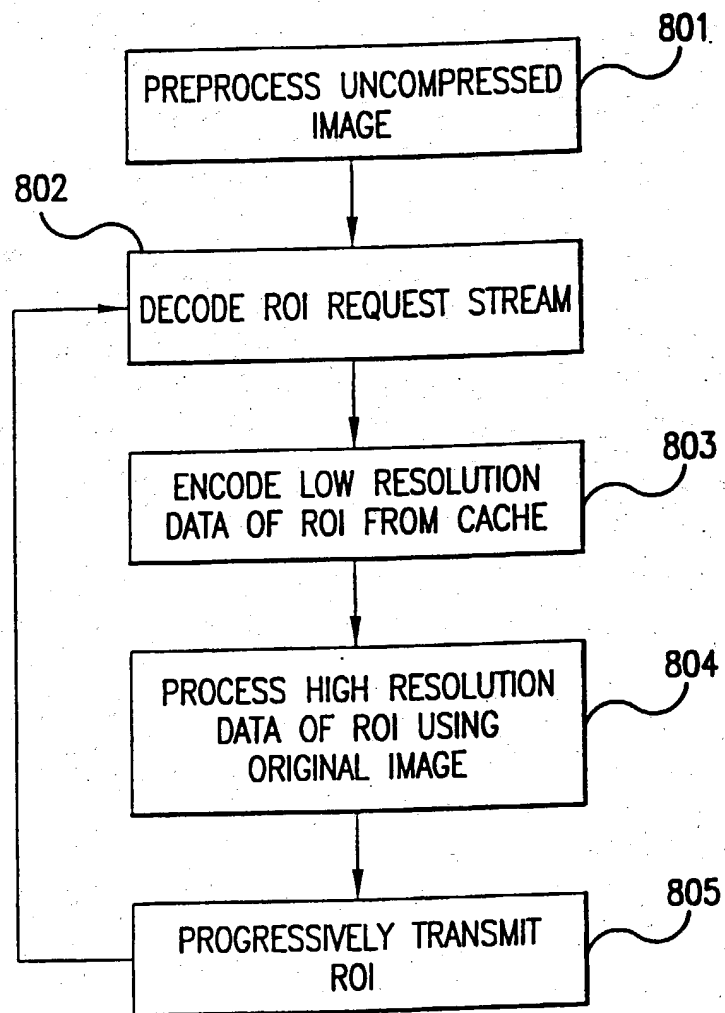 801
PREPROCESS UNCOMPRESSED
IMAGE
802
DECODE ROI REQUEST STREAM
803
ENCODE LOW RESOLUTION
DATA OF ROI FROM CACHE
804
PROCESS HIGH RESOLUTION
DATA OF ROI USING
ORIGINAL IMAGE
805
PROGRESSIVELY TRANSMIT
ROI